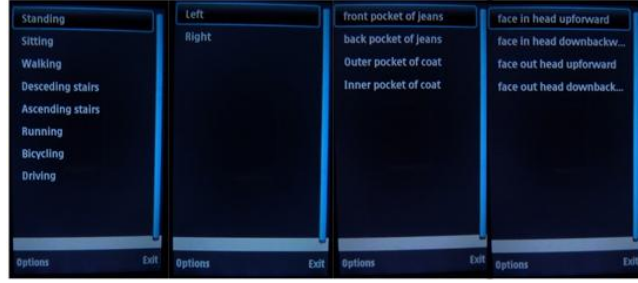 Standing
Sitting
Walking
Desceding stairs
Ascending stairs
Running
Bicycling
Driving
Options Exit
Left
Right
Options Exit
front pocket of jeans
back pocket of jeans
Outer pocket of coat
Inner pocket of coat
Options Exit
face in head upforward
face in head downbackw...
face out head upforward
face out head downback...
Options Exit